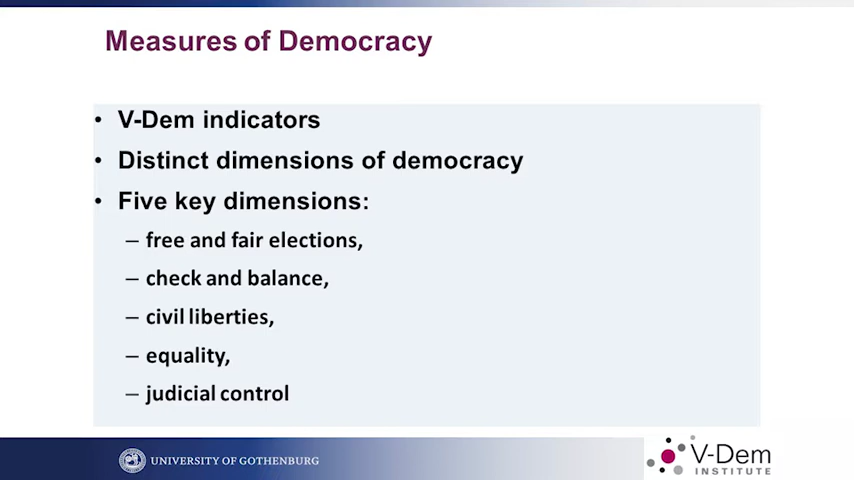 Measures of Democracy
• V-Dem indicators
• Distinct dimensions of democracy
• Five key dimensions:
– free and fair elections,
– check and balance,
– civil liberties,
– equality,
– judicial control
UNIVERSITY OF GOTHENBURG
V-Dem
INSTITUTE